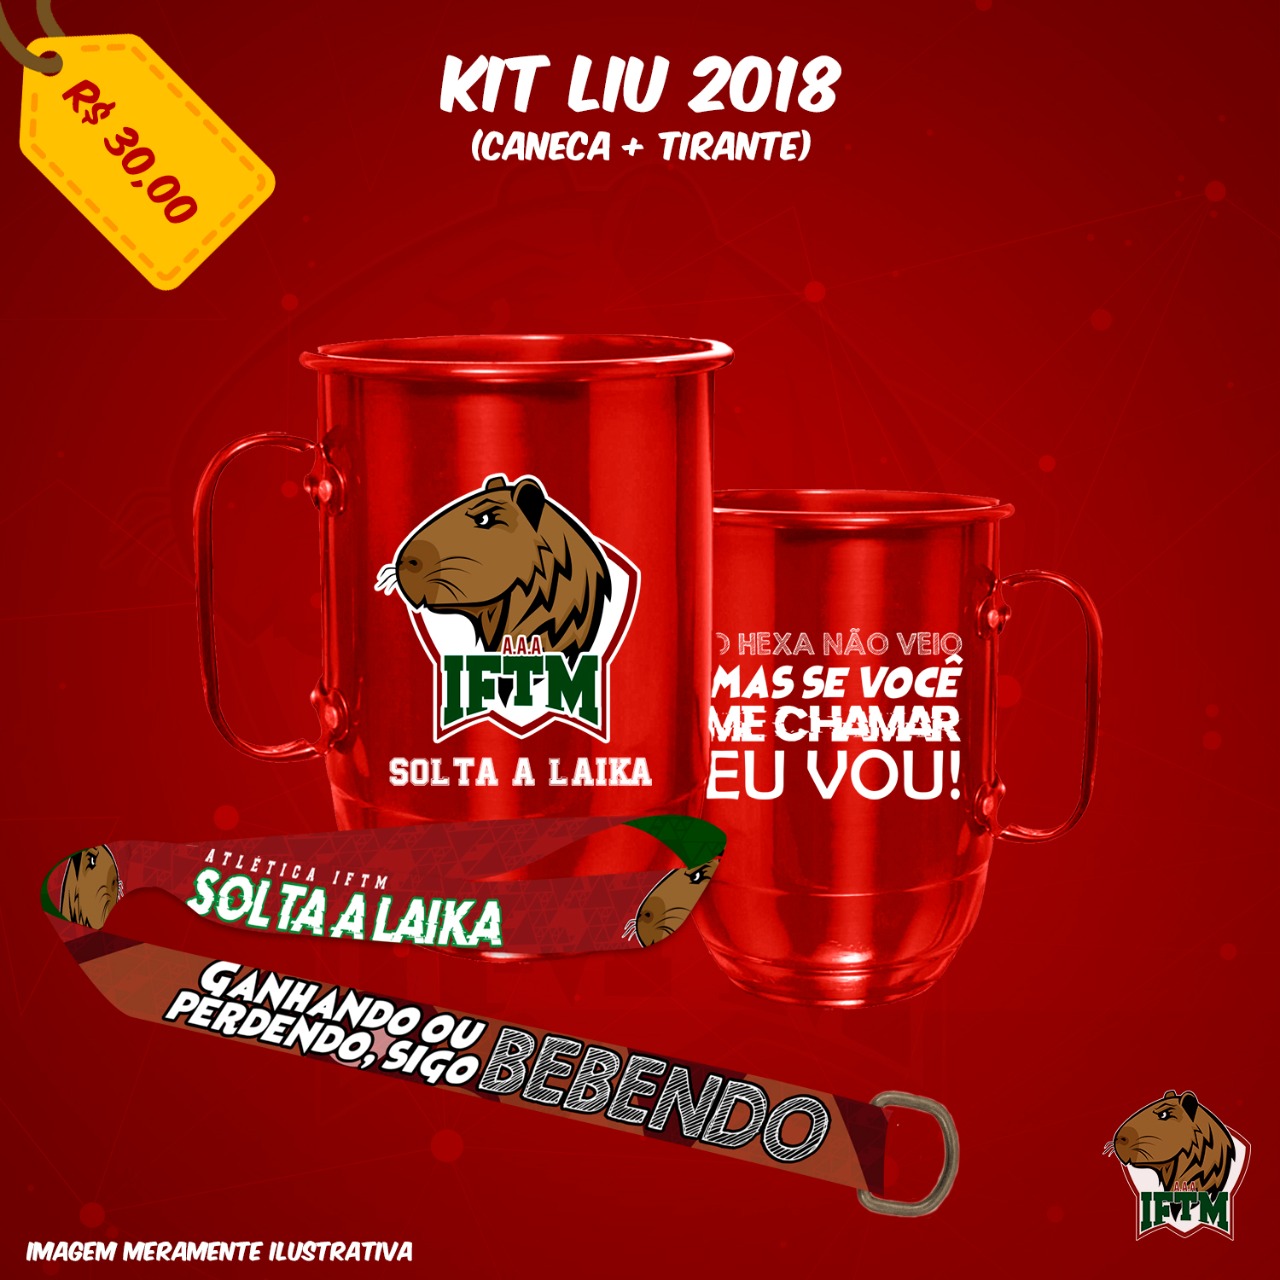 R$ 30,00
KIT LIU 2018
(CANECA + TIRANTE)
A.A.A
IFTM
SOLTA A LAIKA
O HEXA NÃO VEIO
MAS SE VOCÊ
ME CHAMAR
EU VOU!
ATLÉTICA IFTM
SOLTA A LAIKA
GANHANDO OU
PERDENDO, SIGO
BEBENDO
A.A.A
IFTM
IMAGEM MERAMENTE ILUSTRATIVA